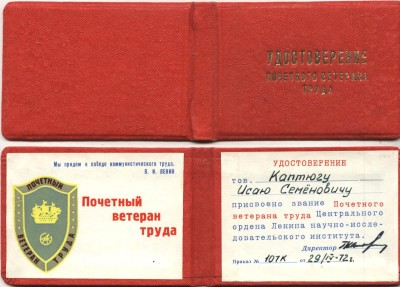 УДОСТОВЕРЕНИЕ
ПОЧЕТНОГО ВЕТЕРАНА
ТРУДА
Мы придем к победе коммунистического труда.
В. И. ЛЕНИН
ПОЧЕТНЫЙ
ВЕТЕРАН ТРУДА
Почетный
ветеран
труда
УДОСТОВЕРЕНИЕ
тов. Каптюгу
Исаю Семёновичу
присвоено звание Почетного
ветерана труда Центрального
ордена Ленина научно-иссле-
довательского института.
Директор
Приказ № 107К от 29/IV-72г.